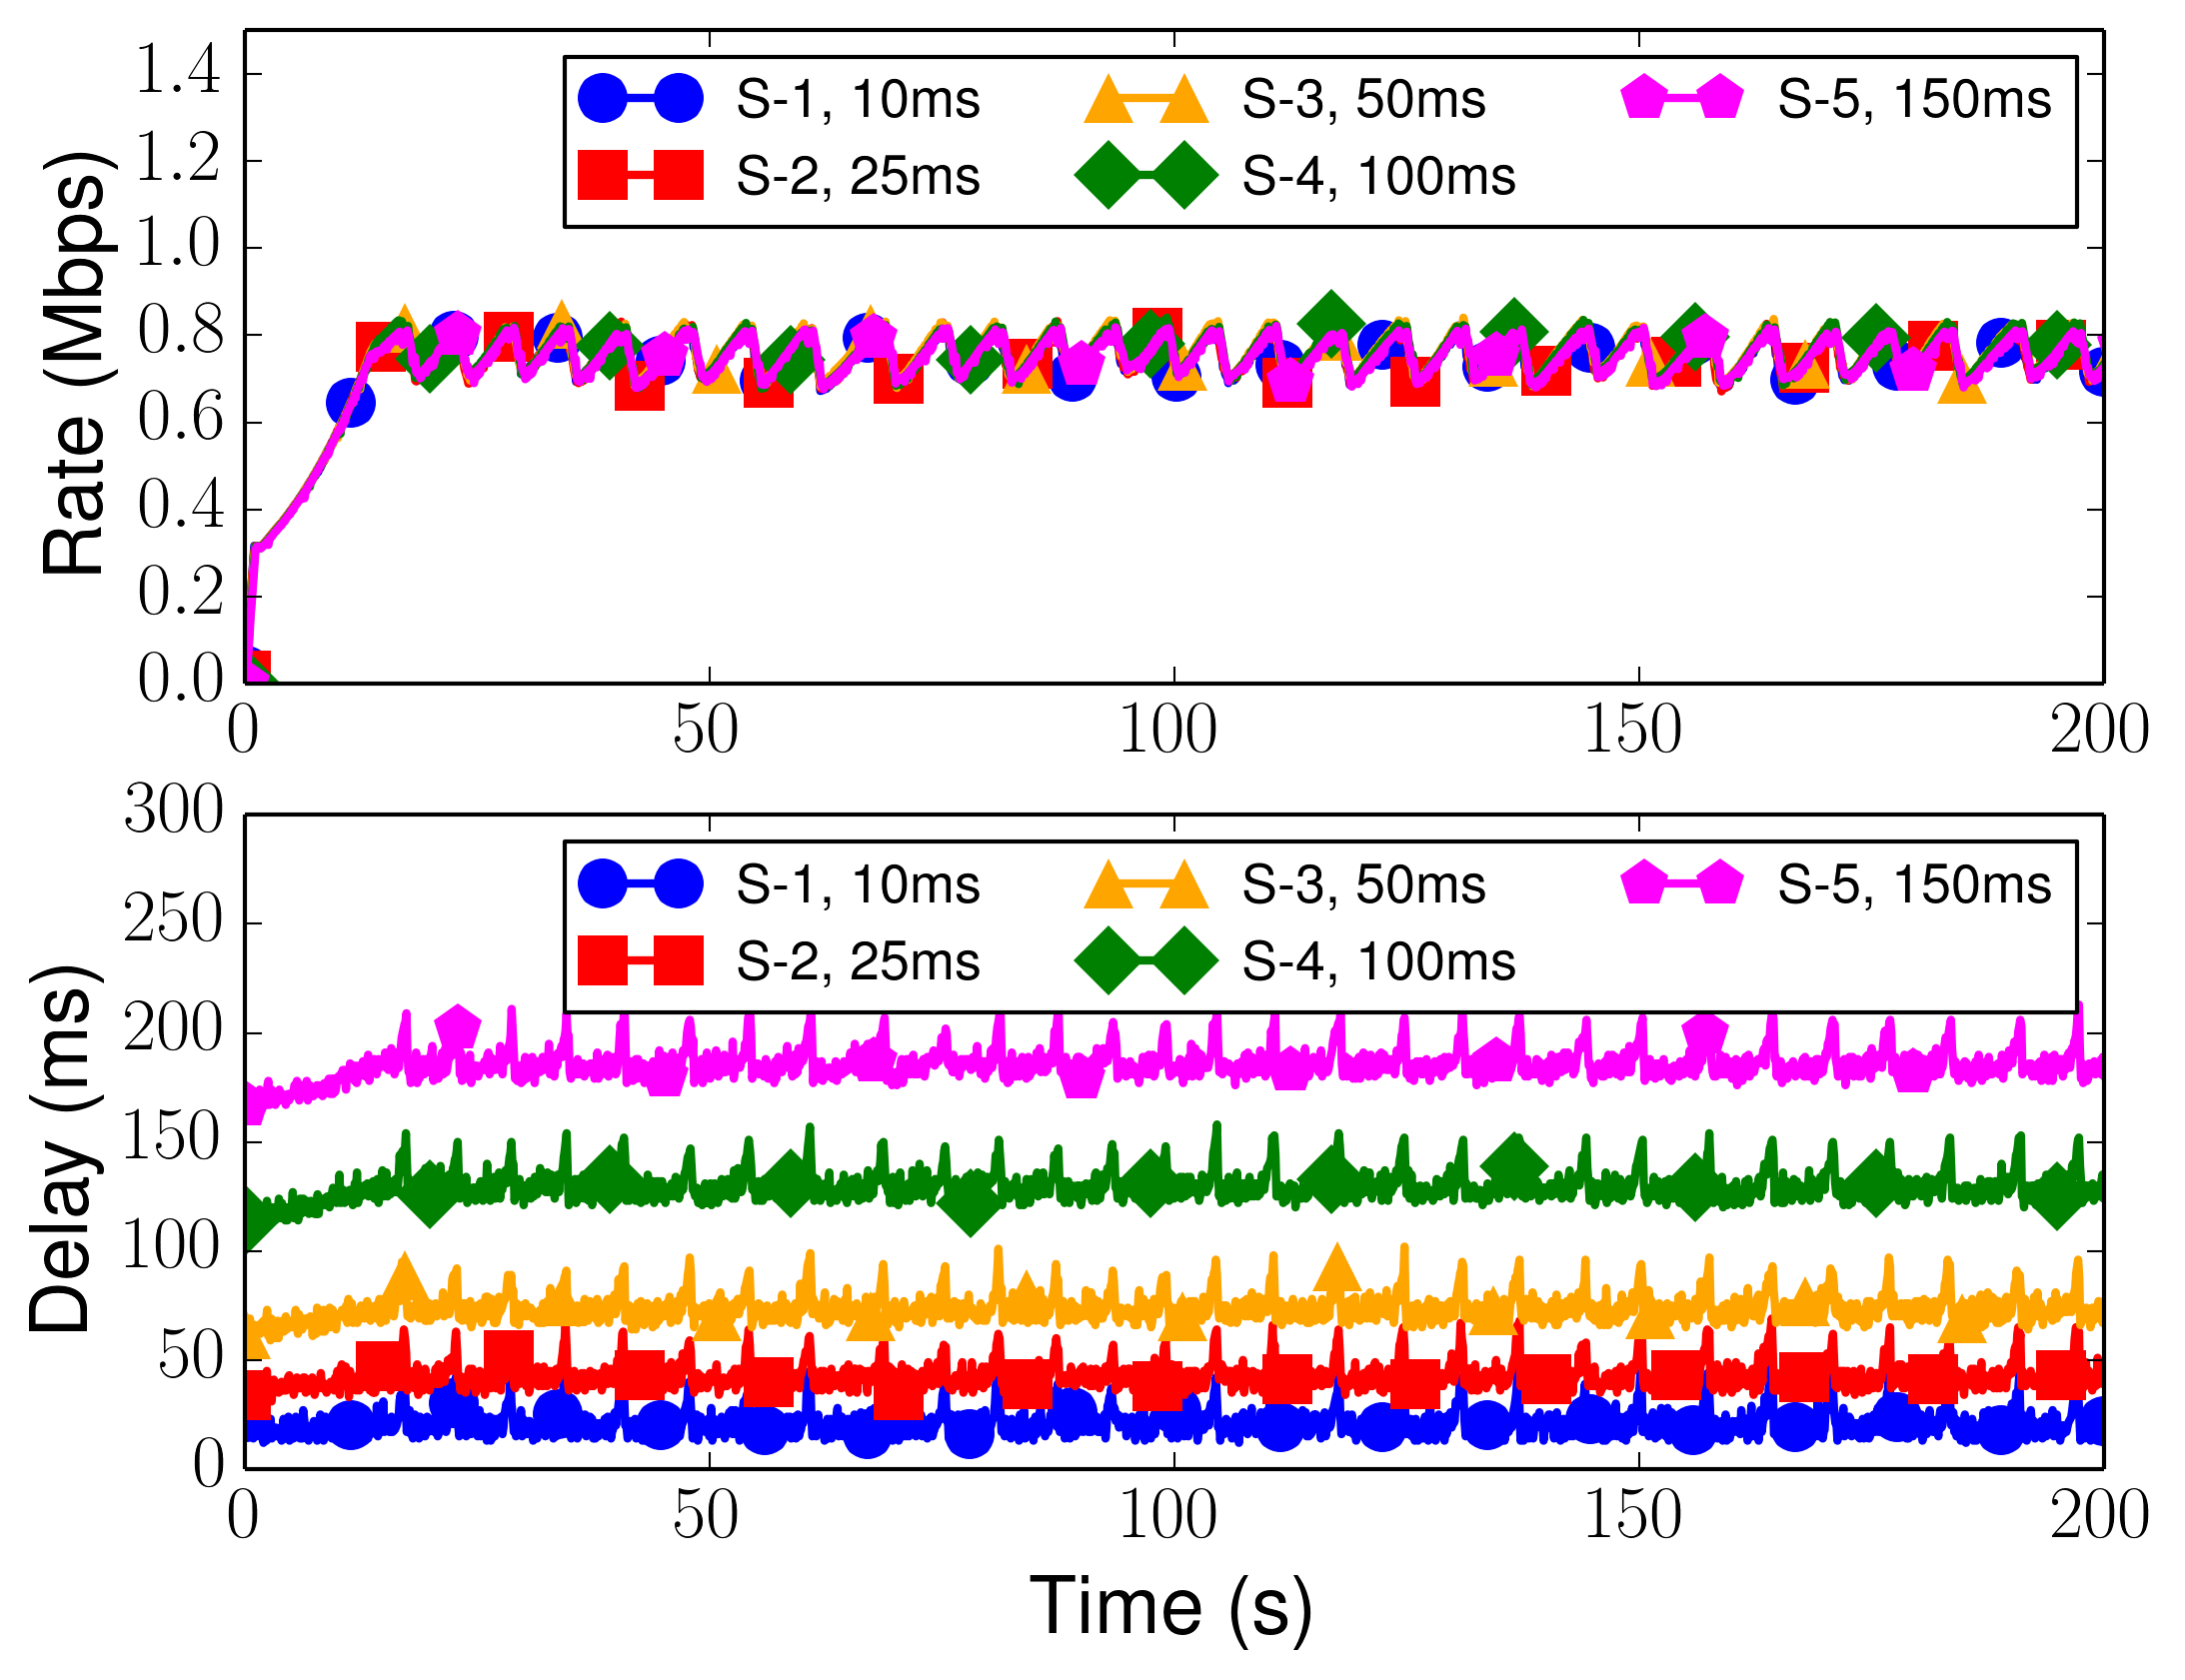 Rate (Mbps)
1.4
1.2
1.0
0.8
0.6
0.4
0.2
0.0
S-1, 10ms
S-2, 25ms
S-3, 50ms
S-4, 100ms
S-5, 150ms
0 50 100 150 200
Delay (ms)
300
250
200
150
100
50
0
S-1, 10ms
S-2, 25ms
S-3, 50ms
S-4, 100ms
S-5, 150ms
0 50 100 150 200
Time (s)